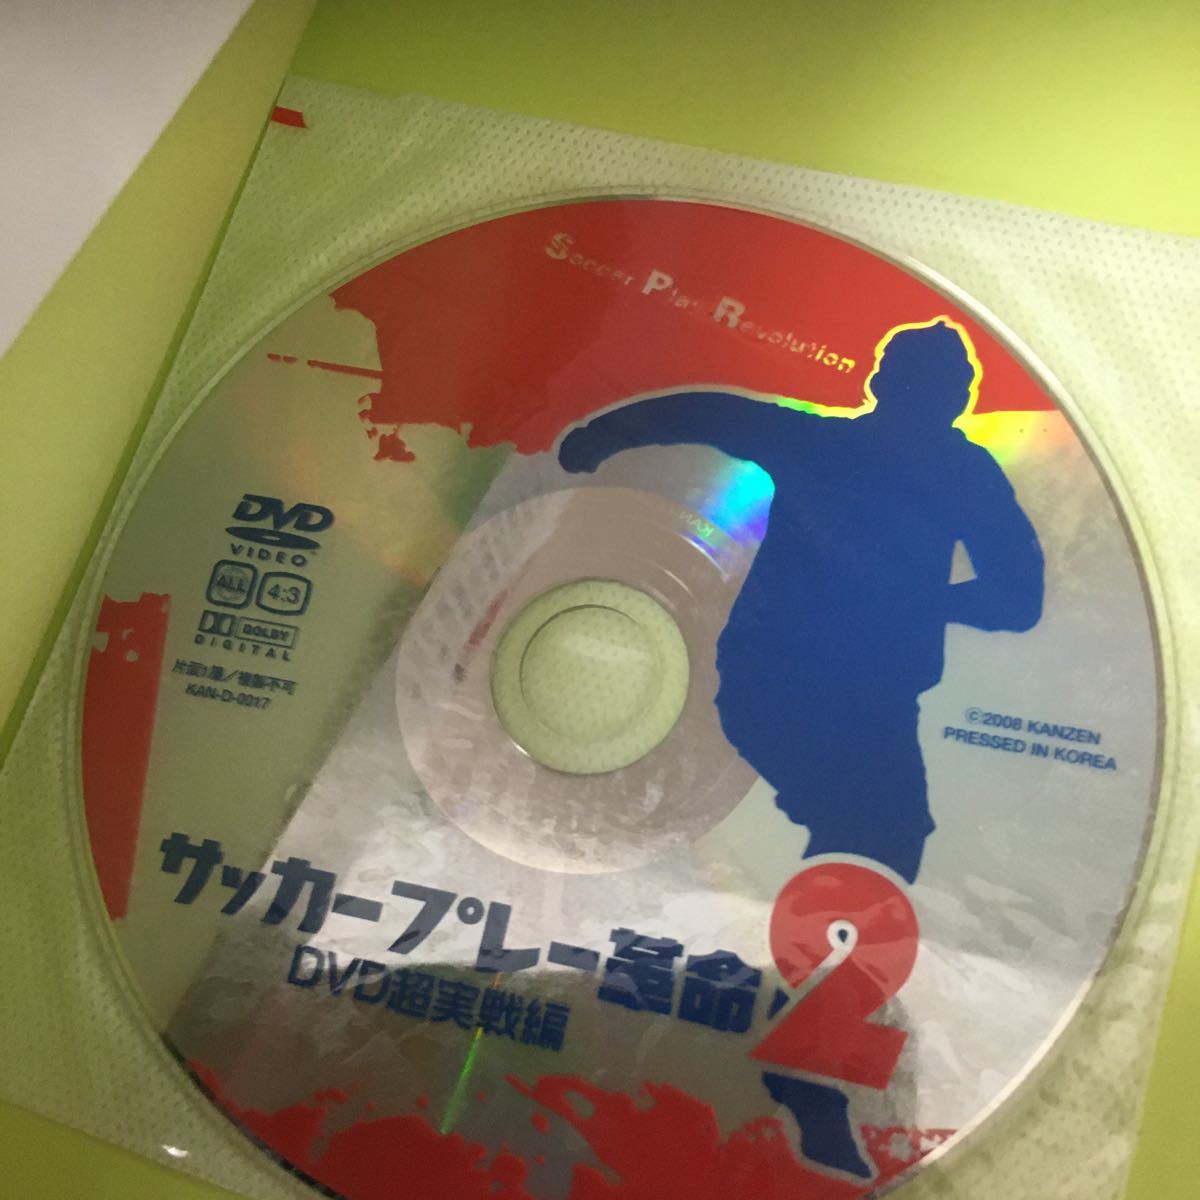 Soccer Play Revolution
DVD
VIDEO
ALL 4:3
DOLBY
DIGITAL
片面1層/複製不可
KAN-D-0017
©2008 KANZEN
PRESSED IN KOREA
サッカープレー革命 2
DVD超実戦編